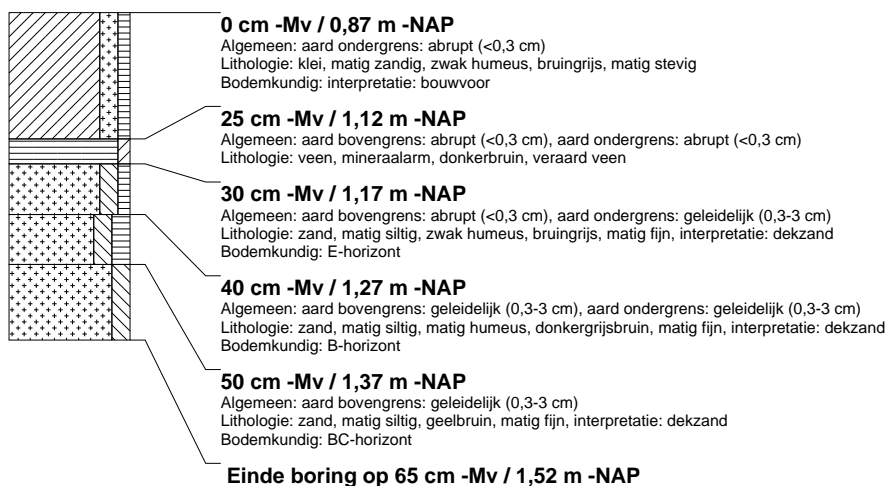 0 cm -Mv / 0,87 m -NAP
Algemeen: aard ondergrens: abrupt (<0,3 cm)
Lithologie: klei, matig zandig, zwak humeus, bruingrijs, matig stevig
Bodemkundig: interpretatie: bouwvoor
25 cm -Mv / 1,12 m -NAP
Algemeen: aard bovengrens: abrupt (<0,3 cm), aard ondergrens: abrupt (<0,3 cm)
Lithologie: veen, mineraalarm, donkerbruin, veraard veen
30 cm -Mv / 1,17 m -NAP
Algemeen: aard bovengrens: abrupt (<0,3 cm), aard ondergrens: geleidelijk (0,3-3 cm)
Lithologie: zand, matig siltig, zwak humeus, bruingrijs, matig fijn, interpretatie: dekzand
Bodemkundig: E-horizont
40 cm -Mv / 1,27 m -NAP
Algemeen: aard bovengrens: geleidelijk (0,3-3 cm), aard ondergrens: geleidelijk (0,3-3 cm)
Lithologie: zand, matig siltig, matig humeus, donkergrijsbruin, matig fijn, interpretatie: dekzand
Bodemkundig: B-horizont
50 cm -Mv / 1,37 m -NAP
Algemeen: aard bovengrens: geleidelijk (0,3-3 cm)
Lithologie: zand, matig siltig, geelbruin, matig fijn, interpretatie: dekzand
Bodemkundig: BC-horizont
Einde boring op 65 cm -Mv / 1,52 m -NAP